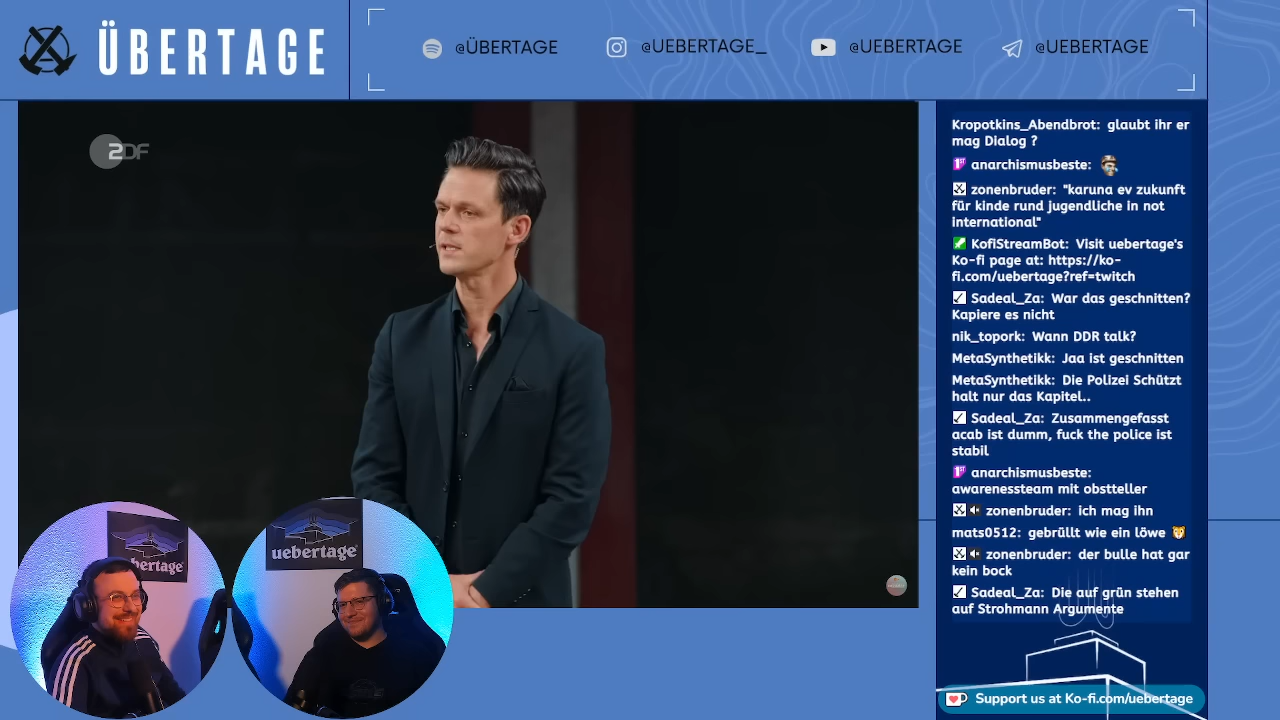 ÜBERTAGE
@ÜBERTAGE
@UEBERTAGE_
@UEBERTAGE
@UEBERTAGE
ZDF
Kropotkins_Abendbrot: glaubt ihr er
mag Dialog ?
anarchismusbeste:
zonenbruder: "karuna ev zukunft
für kinde rund jugendliche in not
international"
KofiStreamBot: Visit uebertage's
Ko-fi page at: https://ko-
fi.com/uebertage?ref=twitch
Sadeal_Za: War das geschnitten?
Kapiere es nicht
nik_topork: Wann DDR talk?
MetaSynthetikk: Jaa ist geschnitten
MetaSynthetikk: Die Polizei Schützt
halt nur das Kapitel..
Sadeal_Za: Zusammengefasst
acab ist dumm, fuck the police ist
stabil
anarchismusbeste:
awarenessteam mit obstteller
zonenbruder: ich mag ihn
mats0512: gebrüllt wie ein löwe
zonenbruder: der bulle hat gar
kein bock
Sadeal_Za: Die auf grün stehen
auf Strohmann Argumente
bertage
uebertage
Support us at Ko-fi.com/uebertage